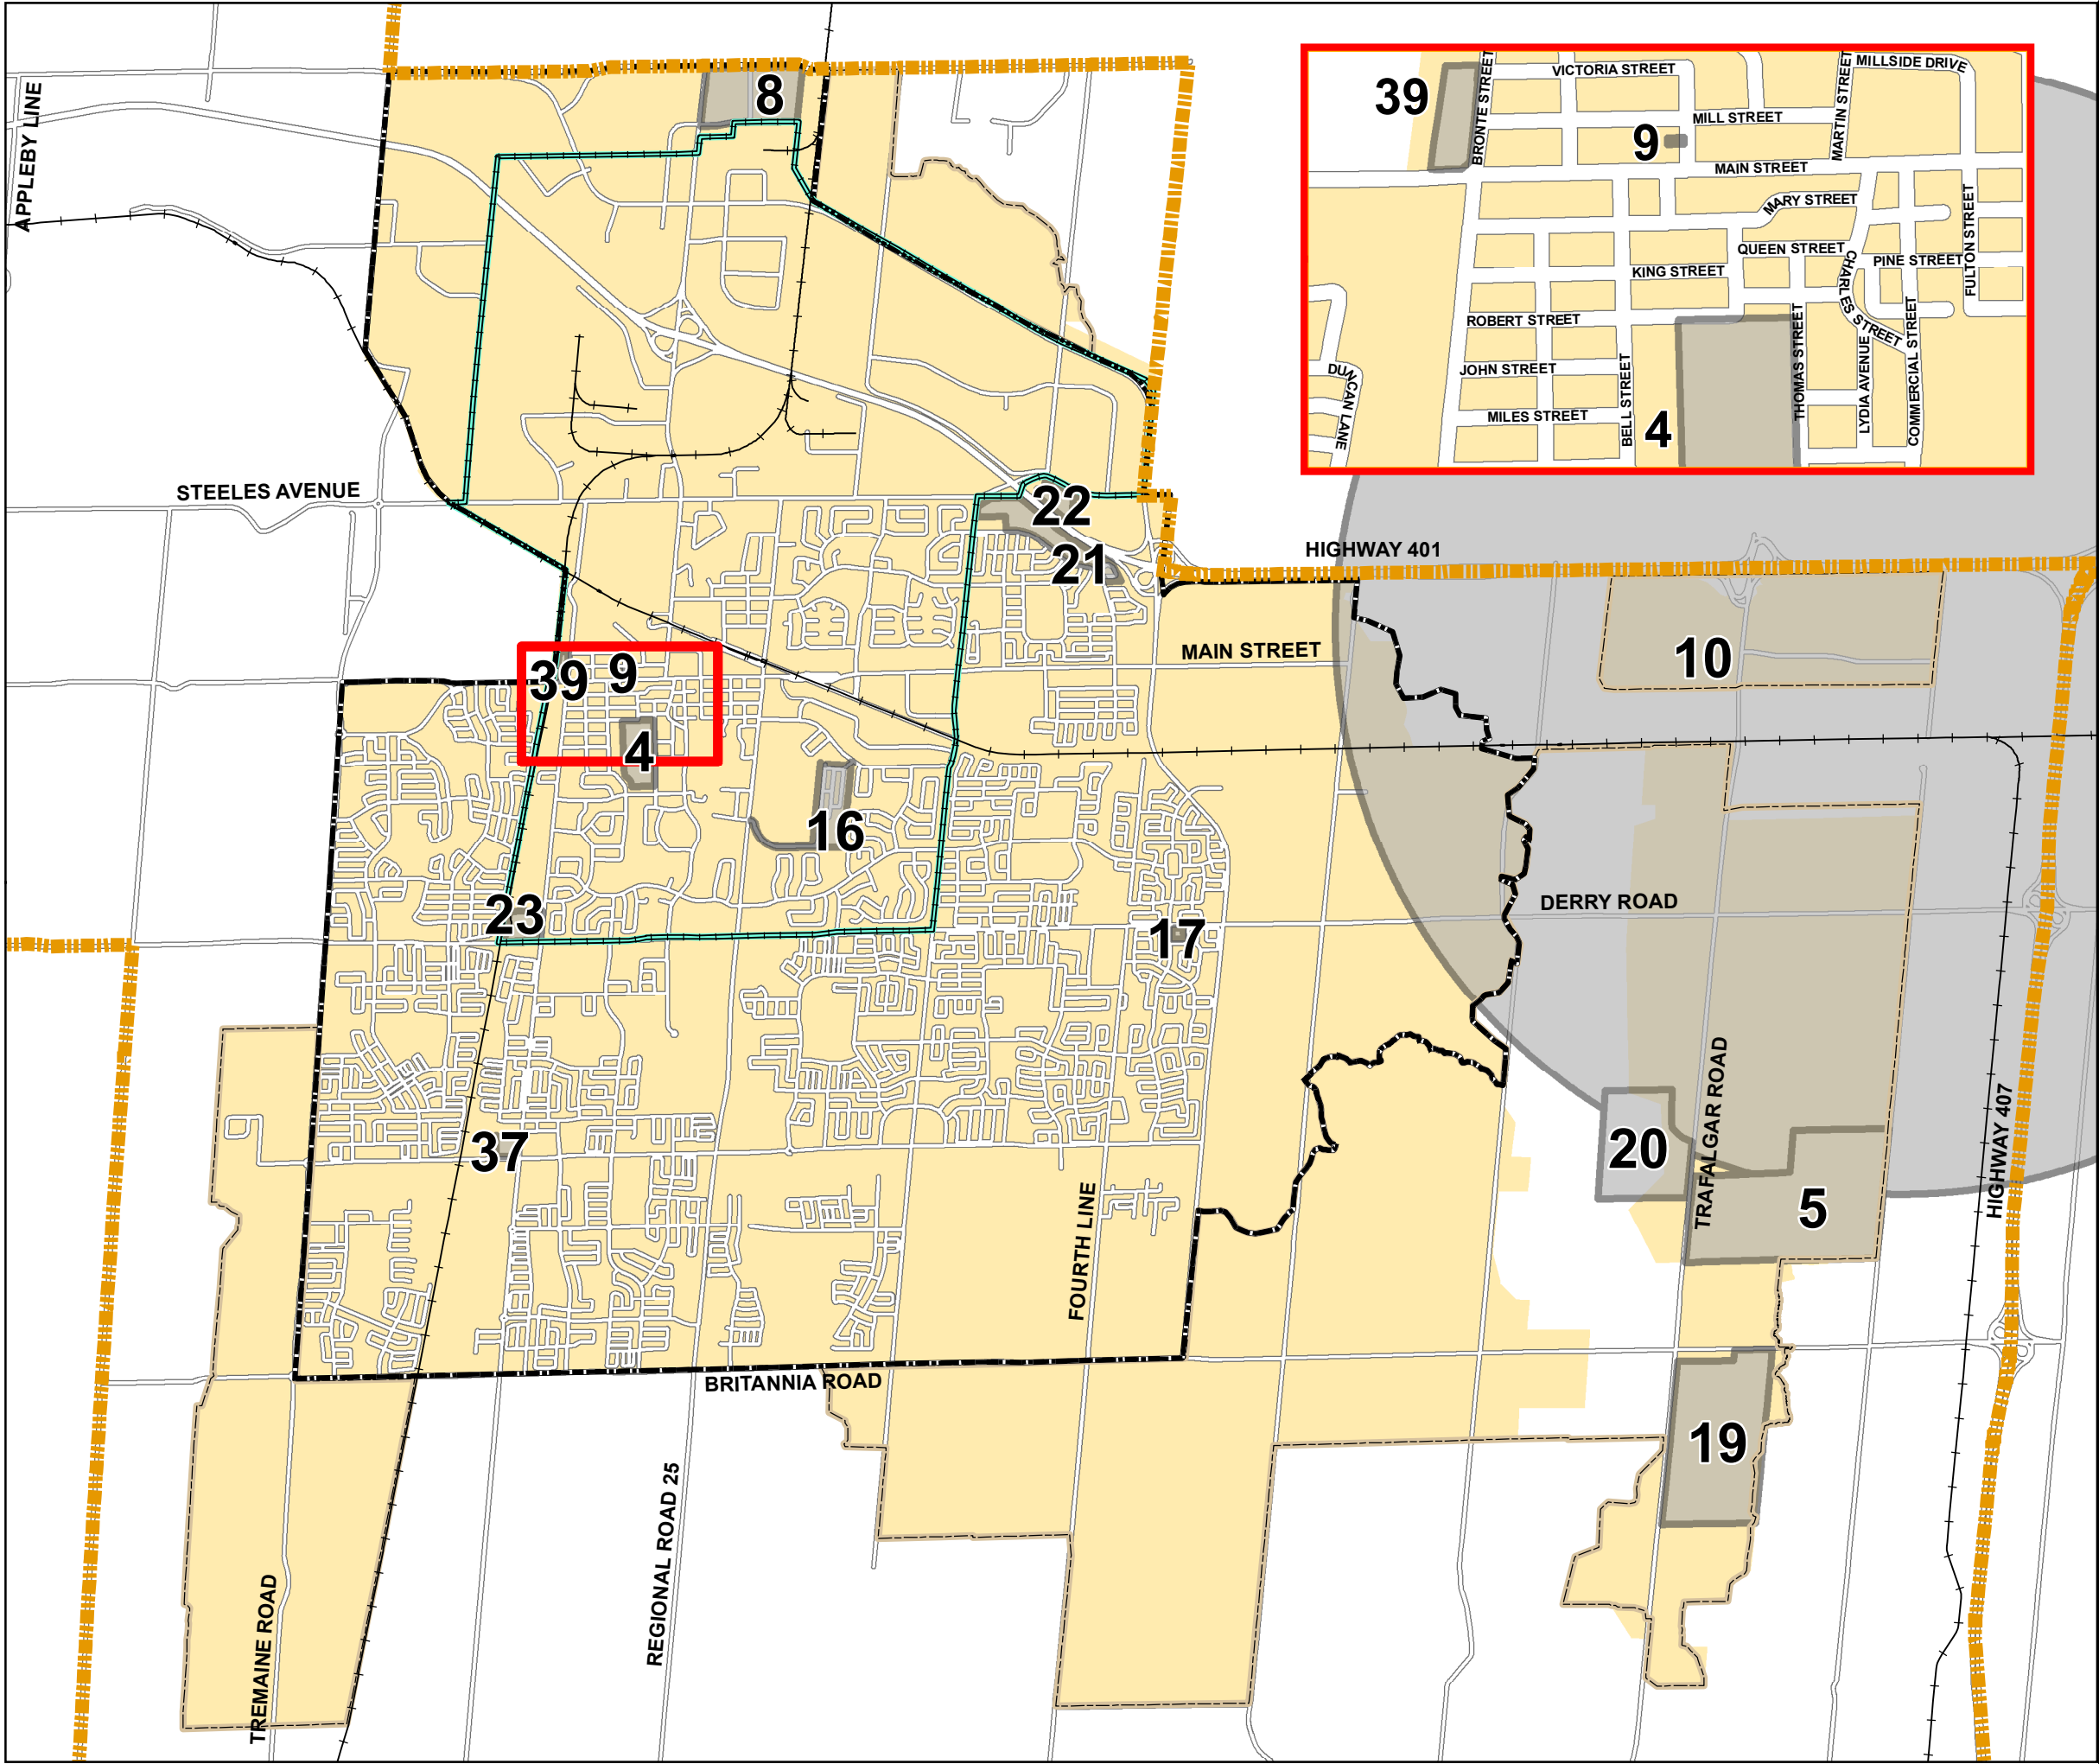 8
APPLEBY LINE
39
BRONTE STREET
VICTORIA STREET
MARTIN STREET
MILLSIDE DRIVE
MILL STREET
9
MAIN STREET
MARY STREET
FULTON STREET
QUEEN STREET
CHARLES STREET
PINE STREET
KING STREET
ROBERT STREET
THOMAS STREET
COMMERCIAL STREET
LYDIA AVENUE
JOHN STREET
BELL STREET
DUNCAN LANE
MILES STREET
4
STEELES AVENUE
22
HIGHWAY 401
21
MAIN STREET
10
39
9
4
16
23
DERRY ROAD
17
37
20
TRAFALGAR ROAD
HIGHWAY 407
5
FOURTH LINE
BRITANNIA ROAD
19
REGIONAL ROAD 25
TREMAINE ROAD